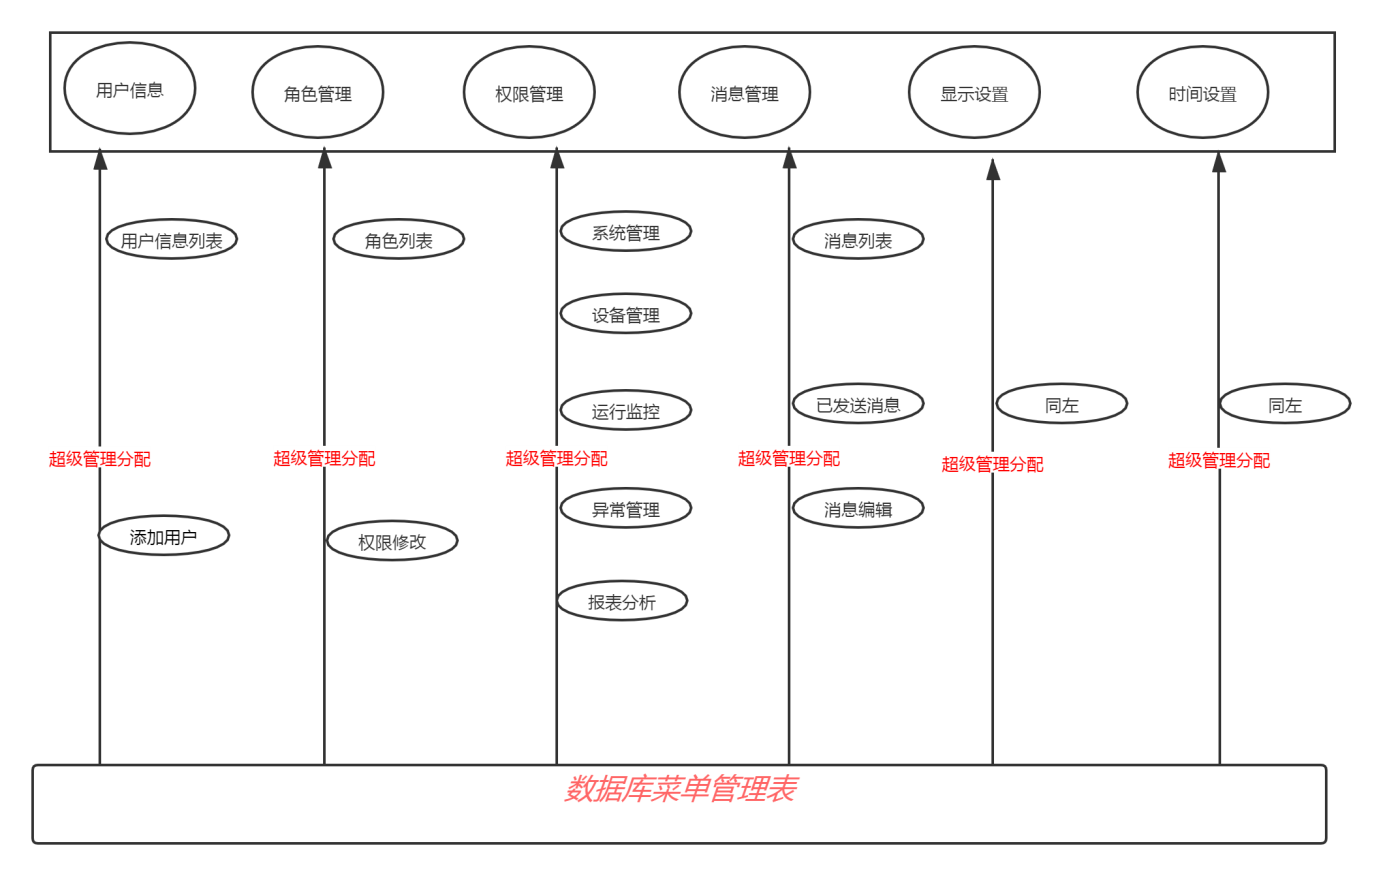 用户信息
角色管理
权限管理
消息管理
显示设置
时间设置
用户信息列表
角色列表
系统管理
消息列表
设备管理
运行监控
已发送消息
同左
同左
超级管理分配
超级管理分配
超级管理分配
超级管理分配
超级管理分配
超级管理分配
异常管理
消息编辑
添加用户
权限修改
报表分析
数据库菜单管理表